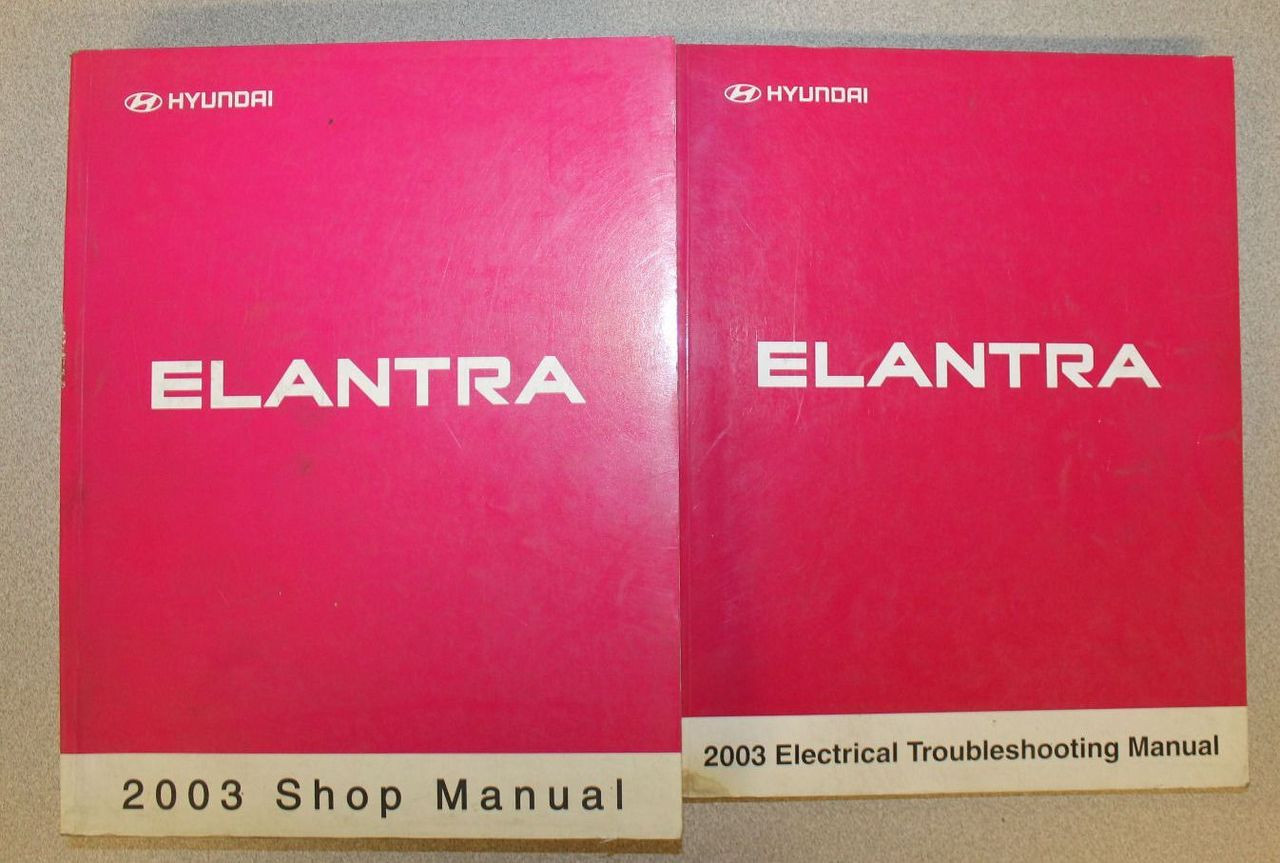 HYUNDAI
ELANTRA
2003 Shop Manual
HYUNDAI
ELANTRA
2003 Electrical Troubleshooting Manual